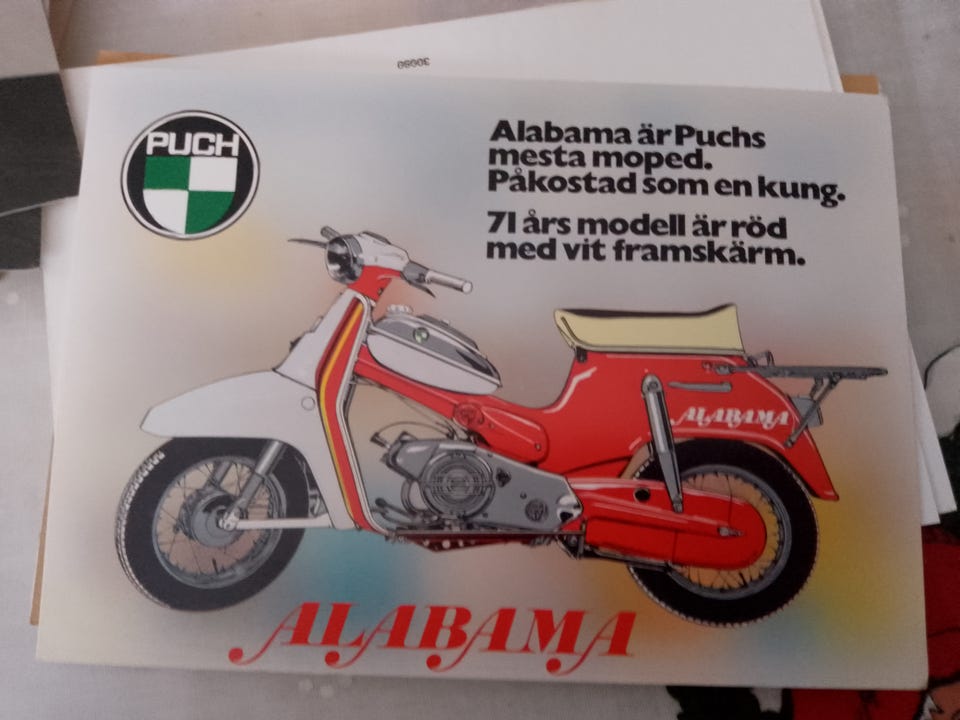 30950
PUCH
Alabama är Puchs
mesta moped.
Påkostad som en kung.
71 års modell är röd
med vit framskärm.
ALABAMA
ALABAMA